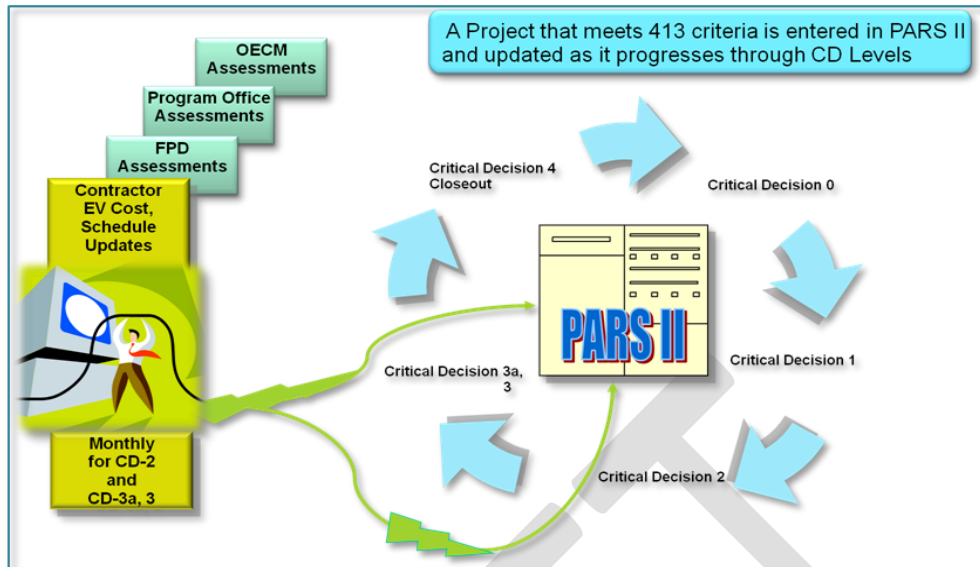 A Project that meets 413 criteria is entered in PARS II
and updated as it progresses through CD Levels
OECM
Assessments
Program Office
Assessments
FPD
Assessments
Contractor
EV Cost,
Schedule
Updates
Monthly
for CD-2
and
CD-3a, 3
Critical Decision 4
Closeout
Critical Decision 0
Critical Decision 1
Critical Decision 2
Critical Decision 3a,
3
PARS II